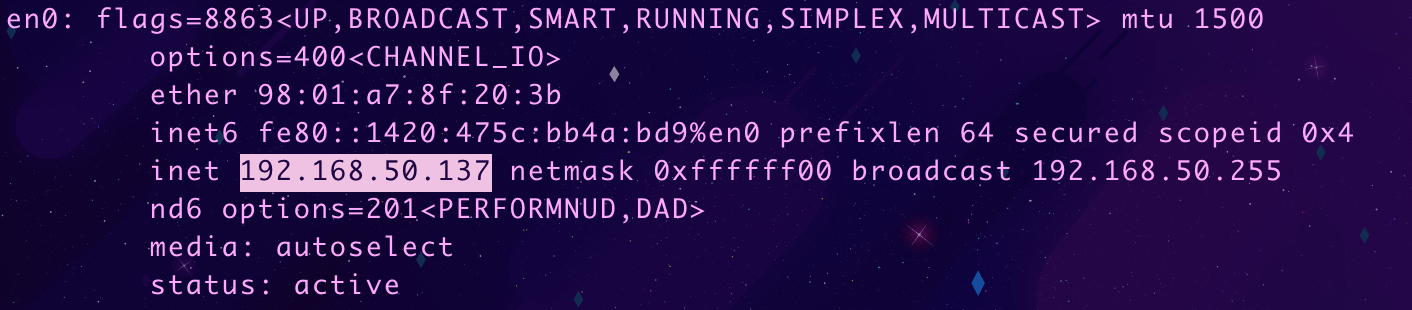 en0: flags=8863<UP,BROADCAST,SMART,RUNNING,SIMPLEX,MULTICAST> mtu 1500
options=400<CHANNEL_IO>
ether 98:01:a7:8f:20:3b
inet6 fe80::1420:475c:bb4a:bd9%en0 prefixlen 64 secured scopeid 0x4
inet 192.168.50.137 netmask 0xffffff00 broadcast 192.168.50.255
nd6 options=201<PERFORMNUD,DAD>
media: autoselect
status: active